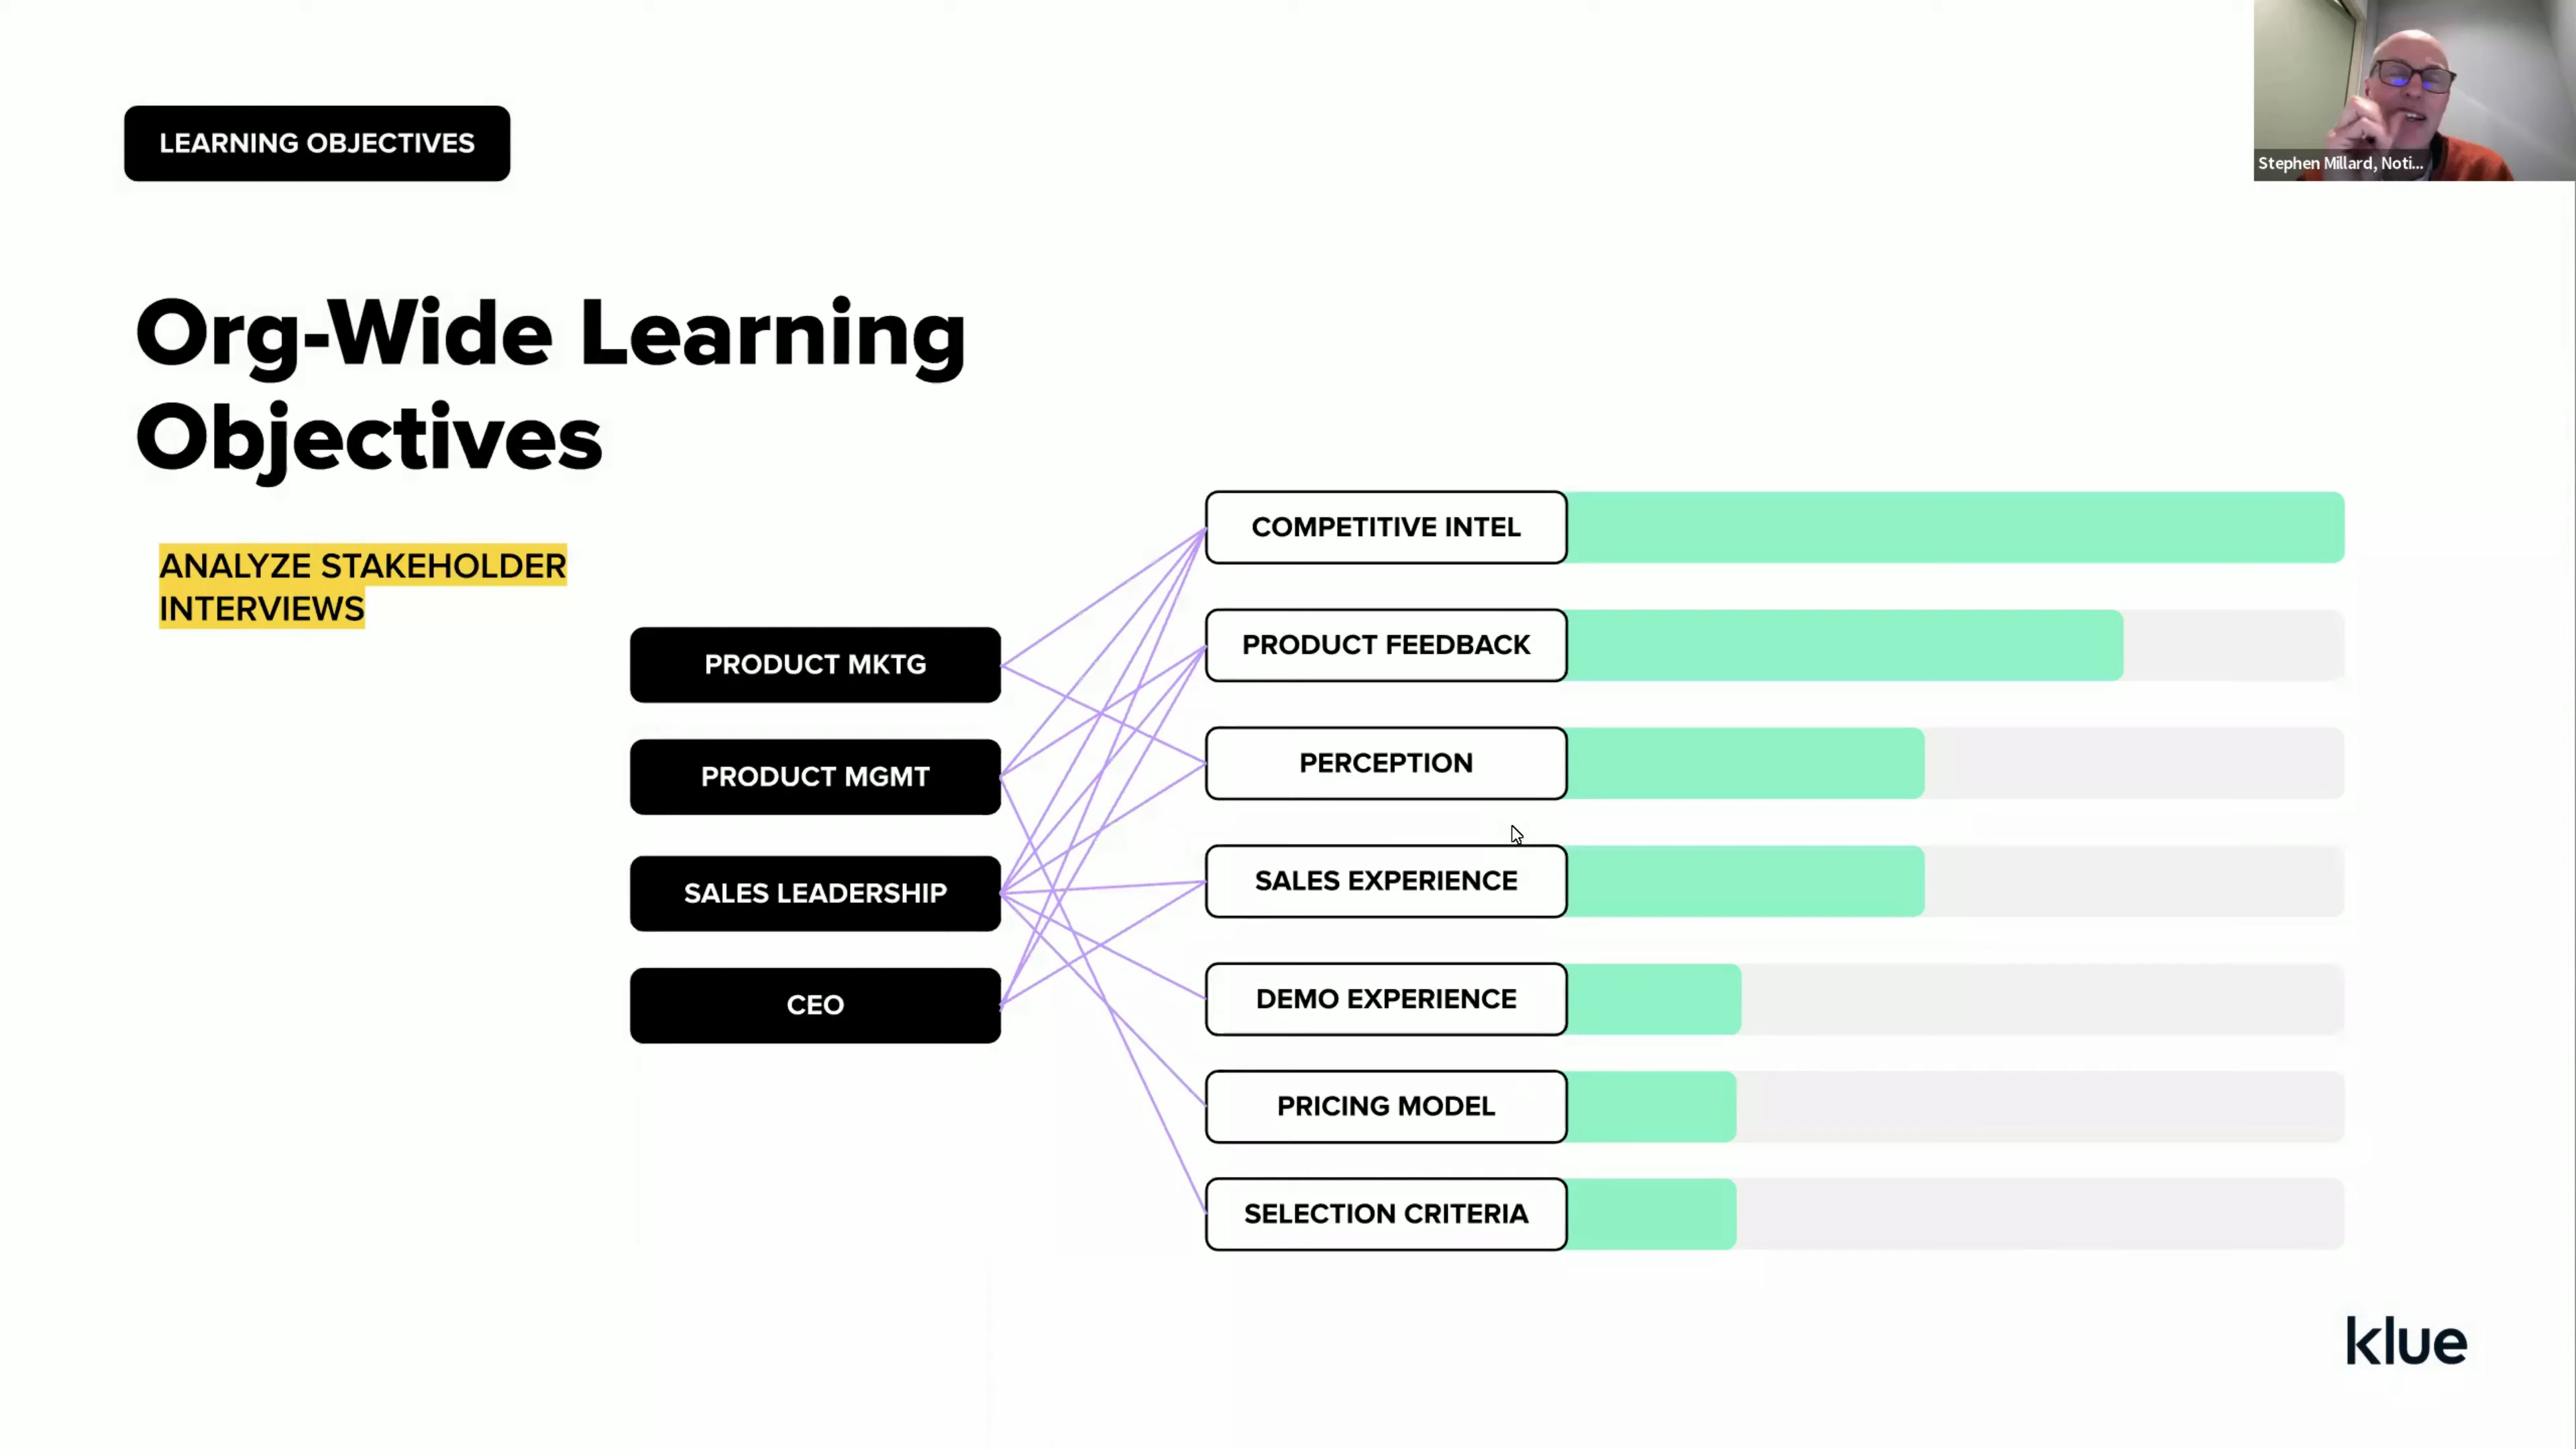 Stephen Millard, Noti...
LEARNING OBJECTIVES
Org-Wide Learning
Objectives
ANALYZE STAKEHOLDER
INTERVIEWS
PRODUCT MKTG
PRODUCT MGMT
SALES LEADERSHIP
CEO
COMPETITIVE INTEL
PRODUCT FEEDBACK
PERCEPTION
SALES EXPERIENCE
DEMO EXPERIENCE
PRICING MODEL
SELECTION CRITERIA
klue